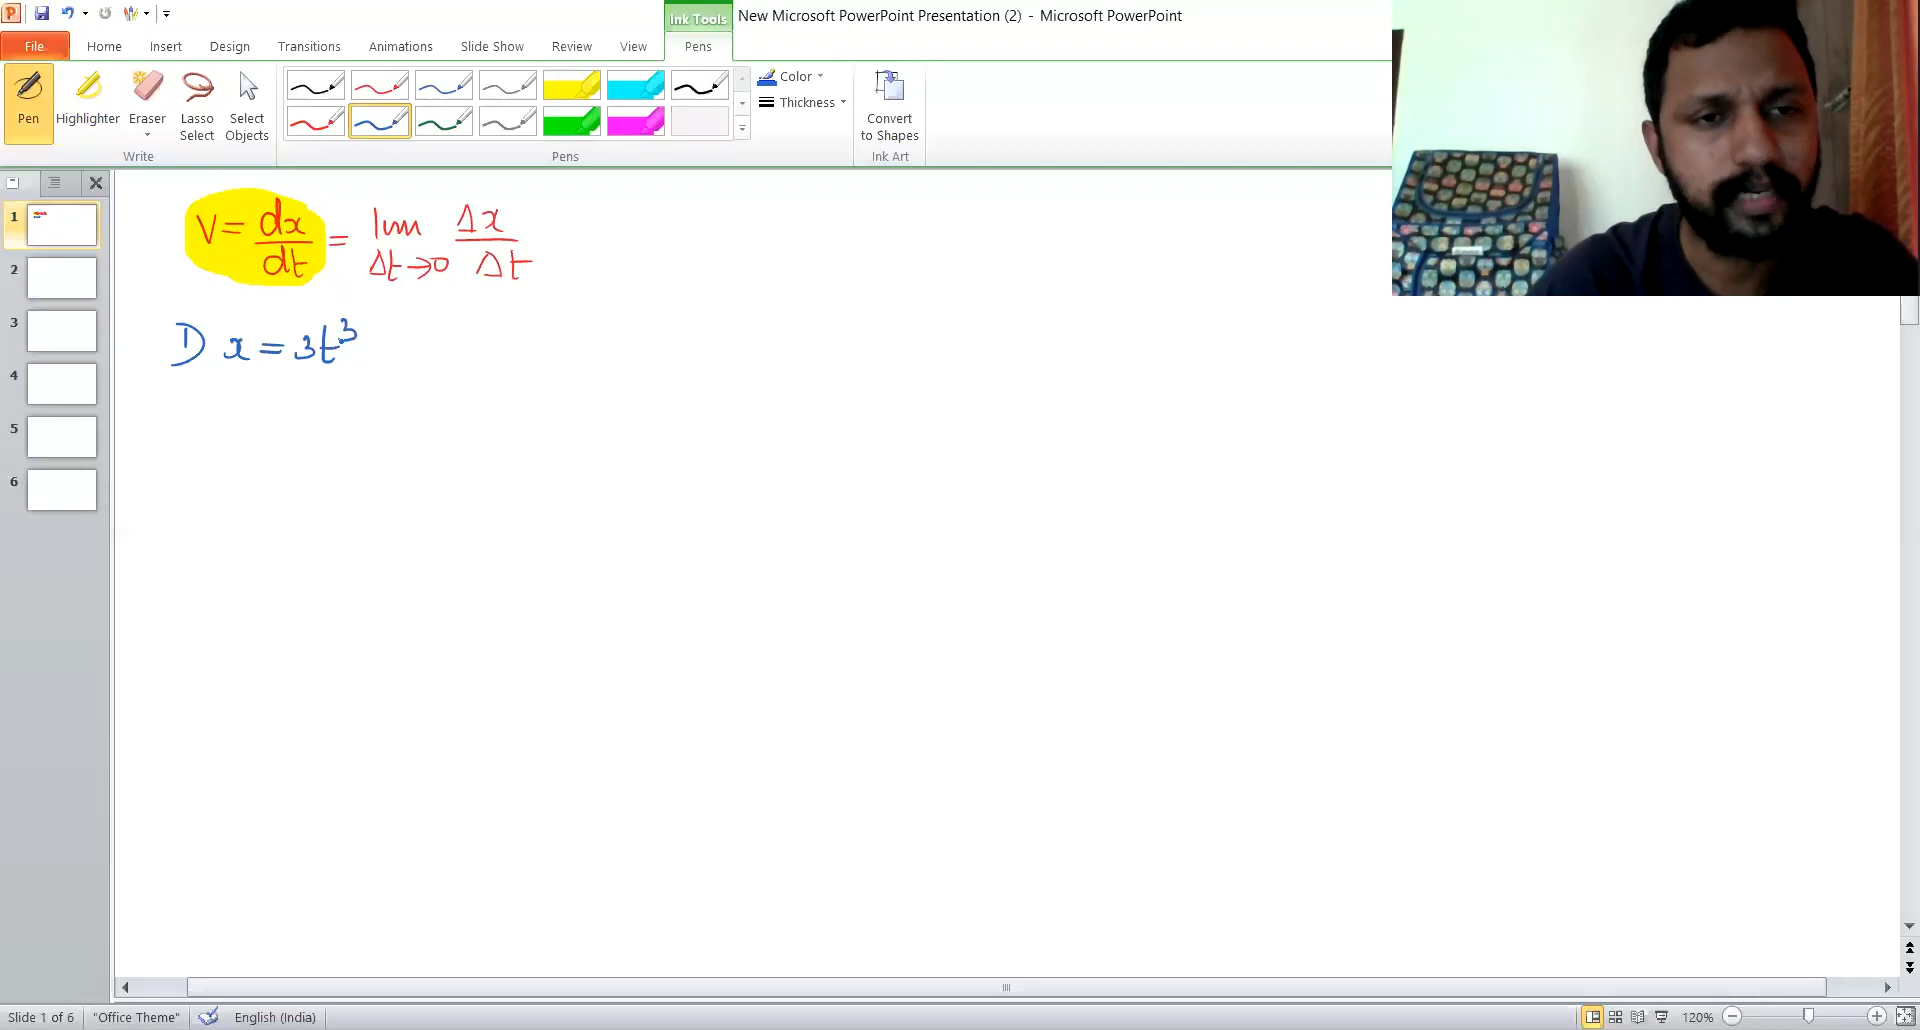 New Microsoft PowerPoint Presentation (2) - Microsoft PowerPoint
Ink Tools
File Home Insert Design Transitions Animations Slide Show Review View Pens
Pen Highlighter Eraser Lasso Select Select Objects
Color
Thickness
Convert to Shapes
Write Pens Ink Art
V = dx/dt = lim Δt→0 Δx/Δt
1) x = 3t³
1
2
3
4
5
6
Slide 1 of 6 "Office Theme" English (India) 120%